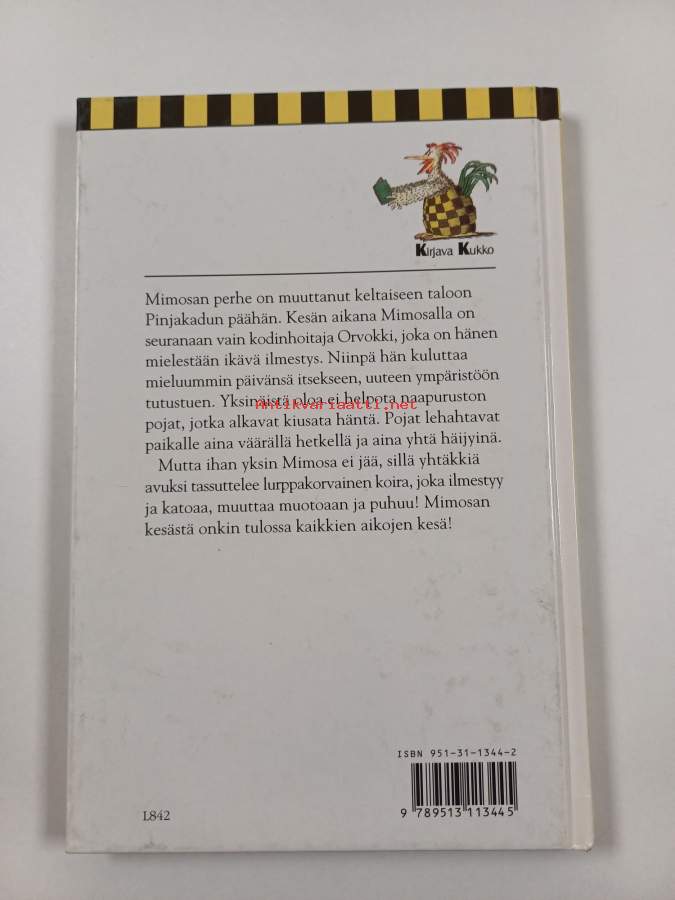 Kirjava Kukko
Mimosan perhe on muuttanut keltaiseen taloon
Pinjakadun päähän. Kesän aikana Mimosalla on
seuranaan vain kodinhoitaja Orvokki, joka on hänen
mielestään ikävä ilmestys. Niinpä hän kuluttaa
mieluummin päivänsä itsekseen, uuteen ympäristöön
tutustuen. Yksinäistä oloa ei helpota naapuruston
Antikvariaatti.net
pojat, jotka alkavat kiusata häntä. Pojat lehahtavat
paikalle aina väärällä hetkellä ja aina yhtä häijyinä.
Mutta ihan yksin Mimosa ei jää, sillä yhtäkkiä
avuksi tassuttelee lurppakorvainen koira, joka ilmestyy
ja katoaa, muuttaa muotoaan ja puhuu! Mimosan
kesästä onkin tulossa kaikkien aikojen kesä!
ISBN 951-31-1344-2
L842
9 789513 113445